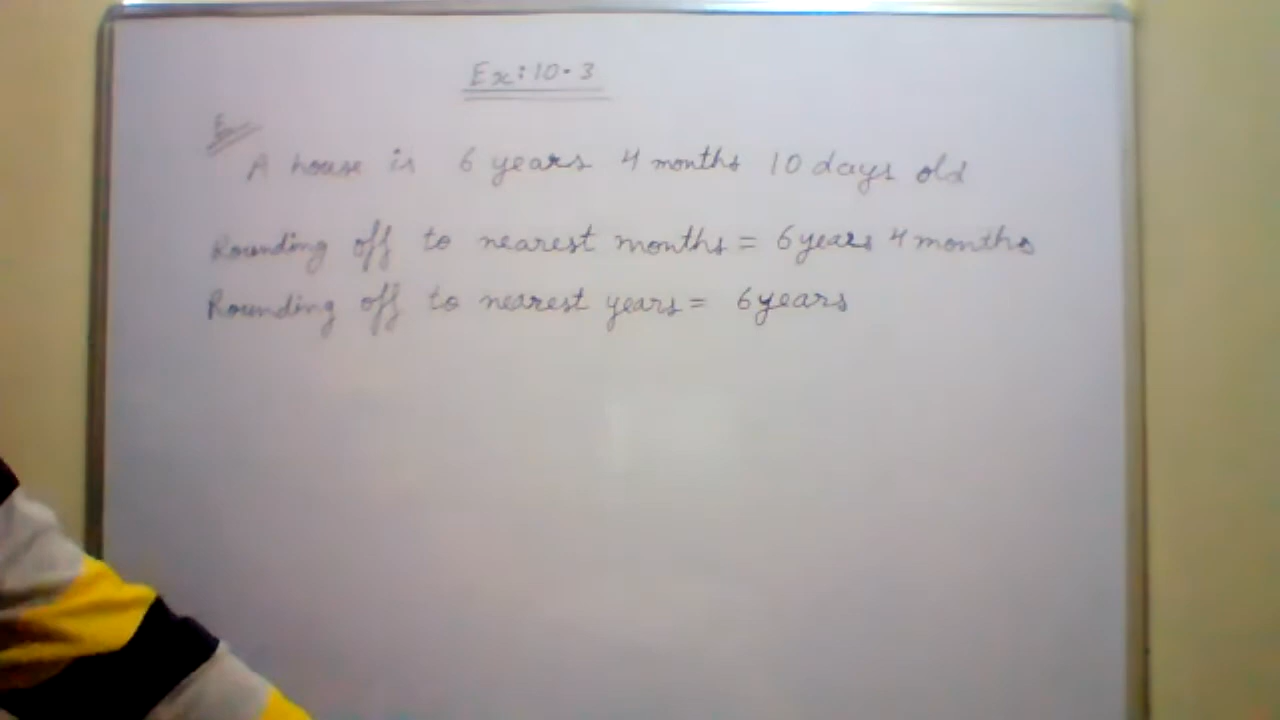 Ex: 10.3
A house is 6 years 4 months 10 days old
Rounding off to nearest months = 6 years 4 months
Rounding off to nearest years = 6 years